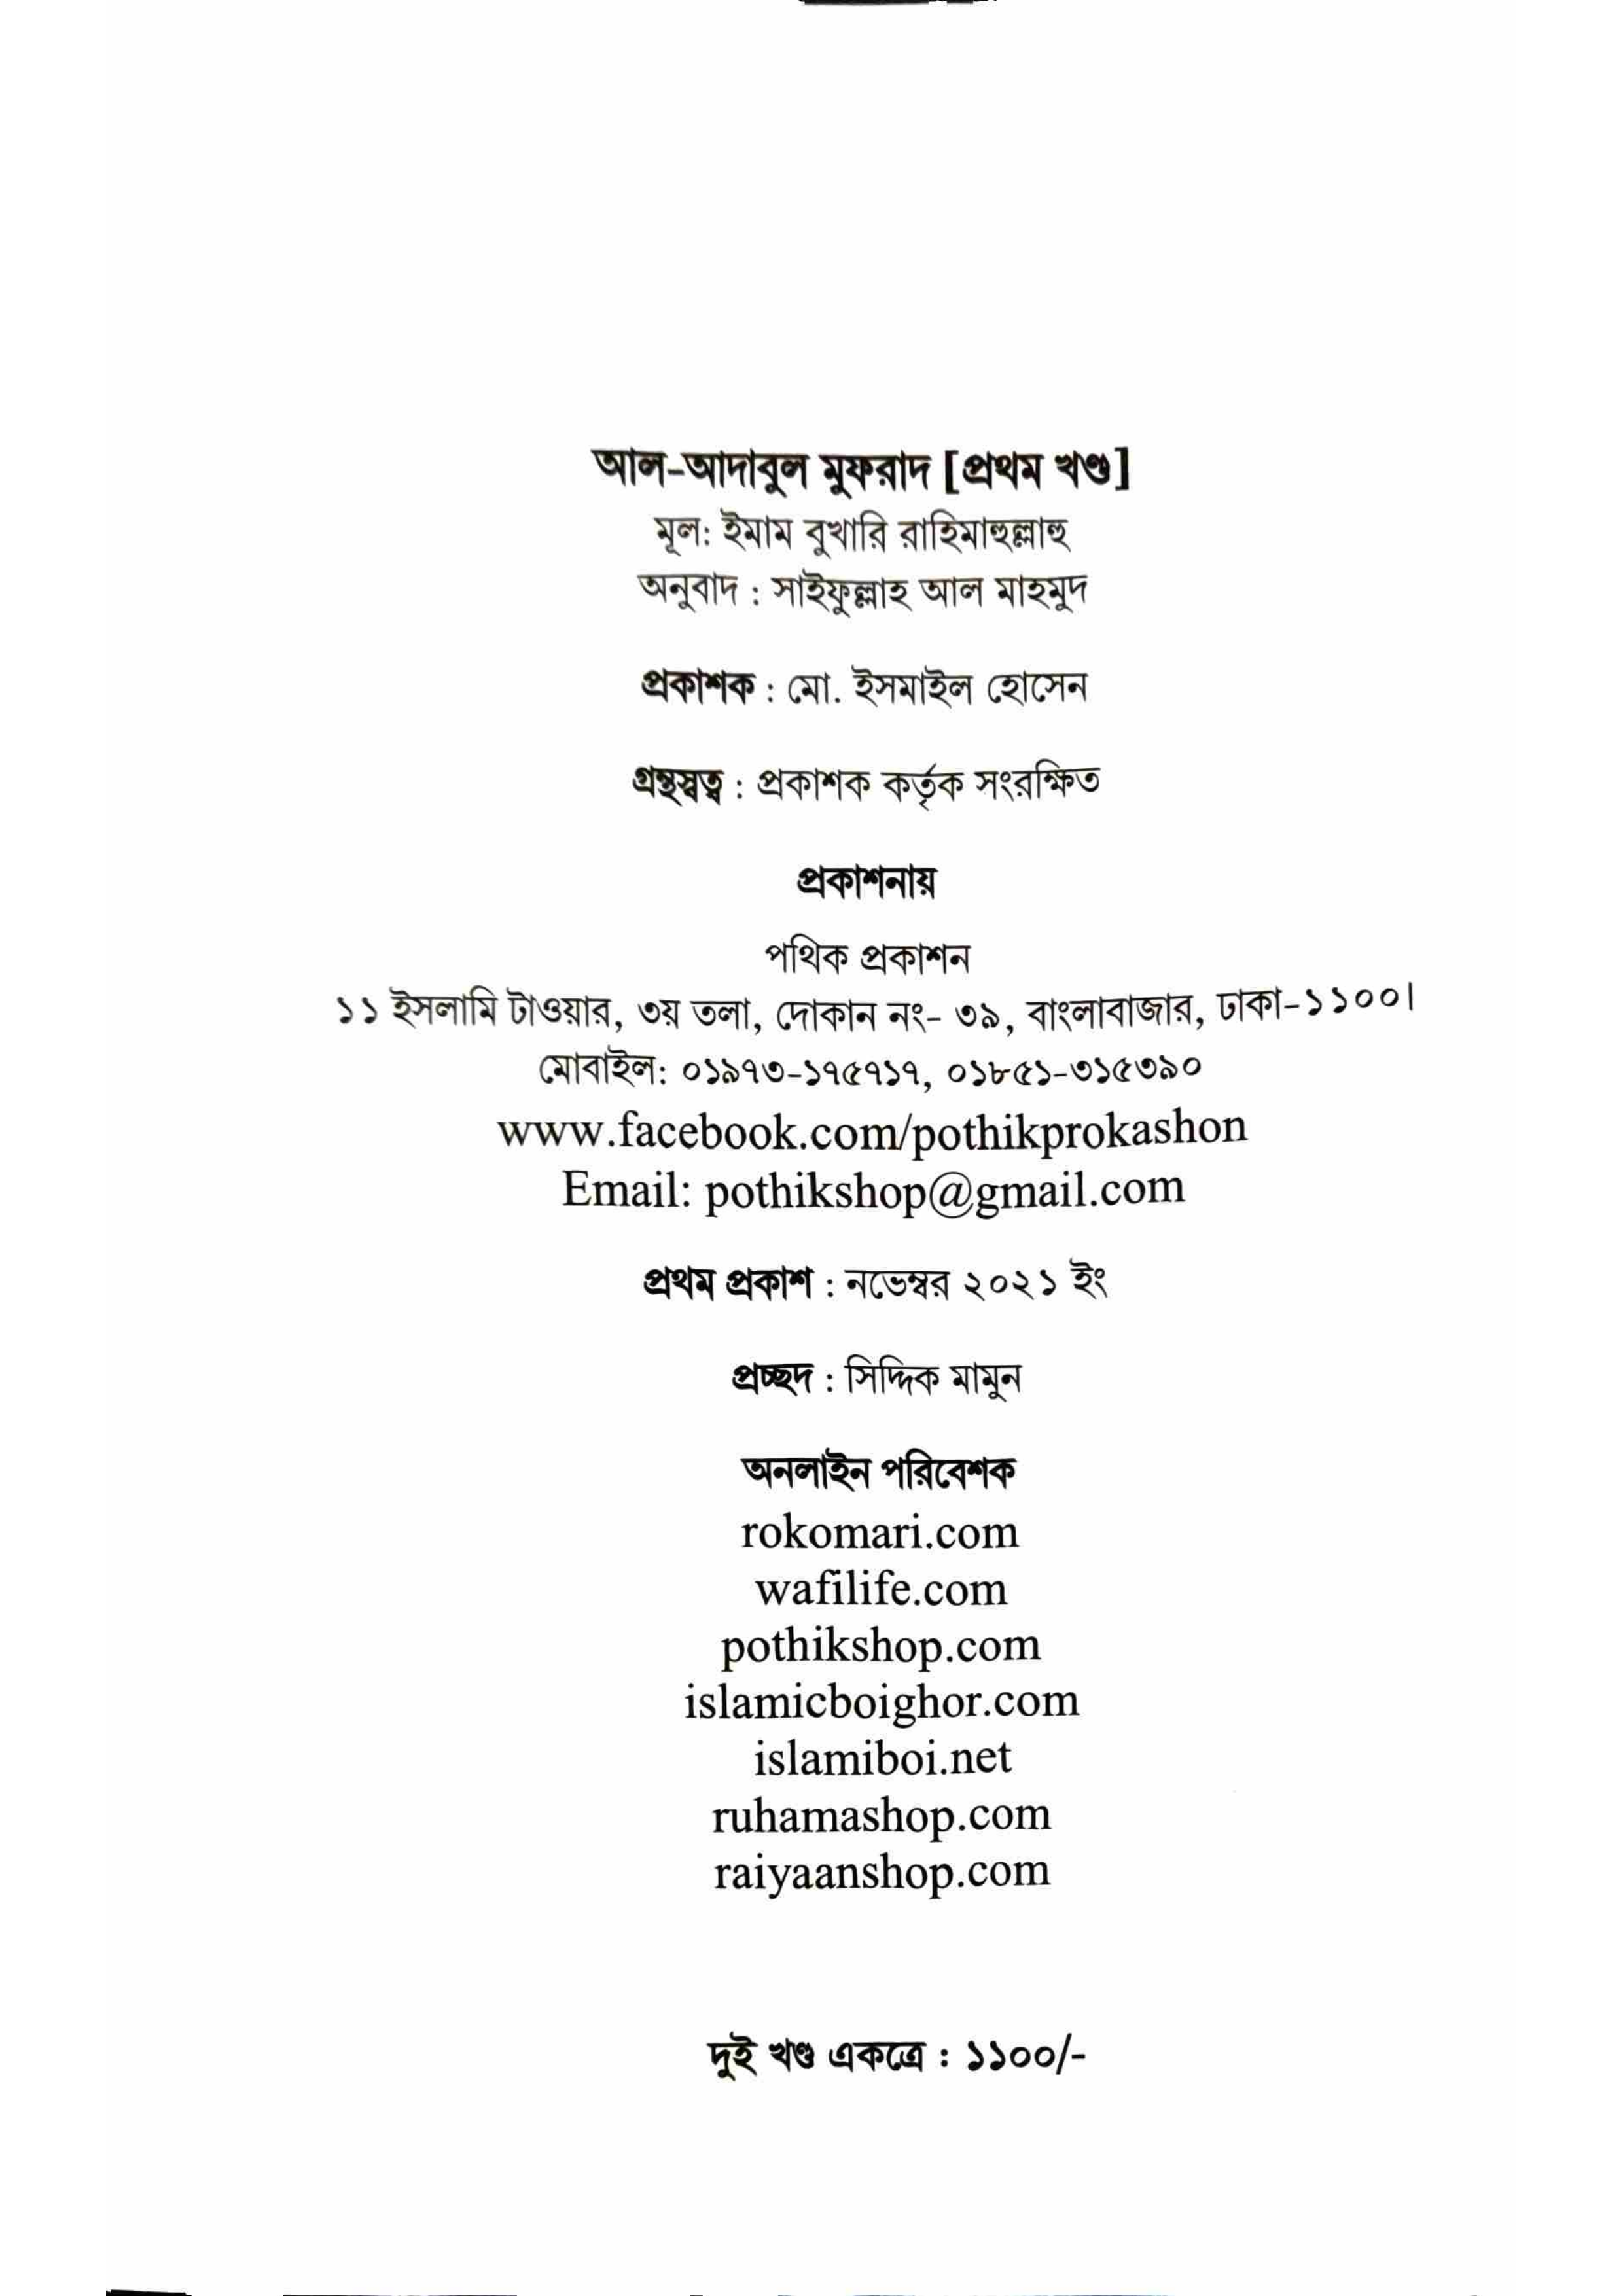 আল-আদাবুল মুফরাদ [প্রথম খণ্ড]
মূল: ইমাম বুখারি রাহিমাহুল্লাহু
অনুবাদ : সাইফুল্লাহ আল মাহমুদ
প্রকাশক : মো. ইসমাইল হোসেন
গ্রন্থস্বত্ব : প্রকাশক কর্তৃক সংরক্ষিত
প্রকাশনায়
পথিক প্রকাশন
১১ ইসলামি টাওয়ার, ৩য় তলা, দোকান নং- ৩৯, বাংলাবাজার, ঢাকা-১১০০।
মোবাইল: ০১৯৭৩-১৭৫৭১৭, ০১৮৫১-৩১৫৩৯০
www.facebook.com/pothikprokashon
Email: pothikshop@gmail.com
প্রথম প্রকাশ : নভেম্বর ২০২১ ইং
প্রচ্ছদ : সিদ্দিক মামুন
অনলাইন পরিবেশক
rokomari.com
wafilife.com
pothikshop.com
islamicboighor.com
islamiboi.net
ruhamashop.com
raiyaanshop.com
দুই খণ্ড একত্রে : ১১০০/-